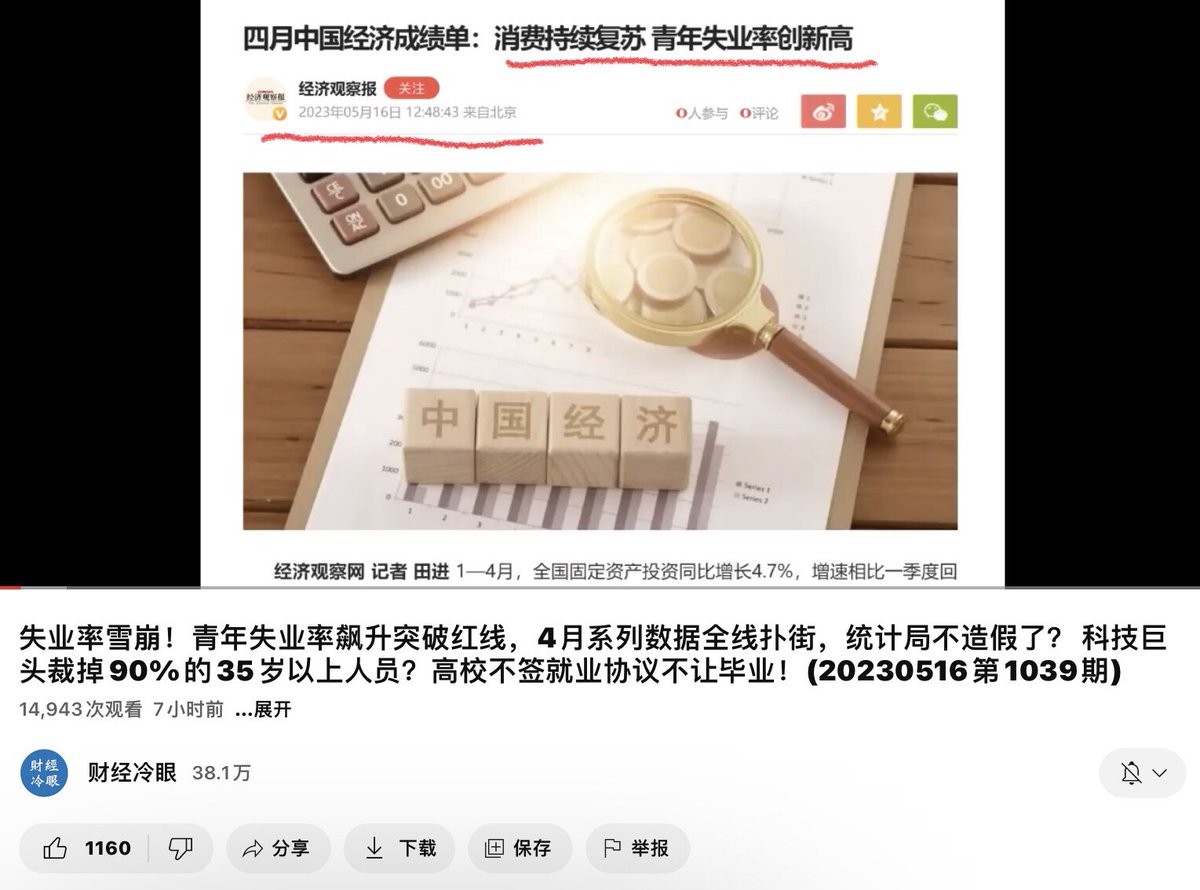 四月中国经济成绩单：消费持续复苏 青年失业率创新高
经济观察报
经济观察报 关注
2023年05月16日 12:48:43 来自北京
0人参与 0评论
0
00
中国经济
Series 1
Series 2
经济观察网 记者 田进 1—4月，全国固定资产投资同比增长4.7%，增速相比一季度回
失业率雪崩！青年失业率飙升突破红线，4月系列数据全线扑街，统计局不造假了？ 科技巨
头裁掉90%的35岁以上人员？高校不签就业协议不让毕业！(20230516第1039期)
14,943次观看 7小时前 ...展开
財經
冷眼
财经冷眼 38.1万
1160 分享 下载 保存 举报